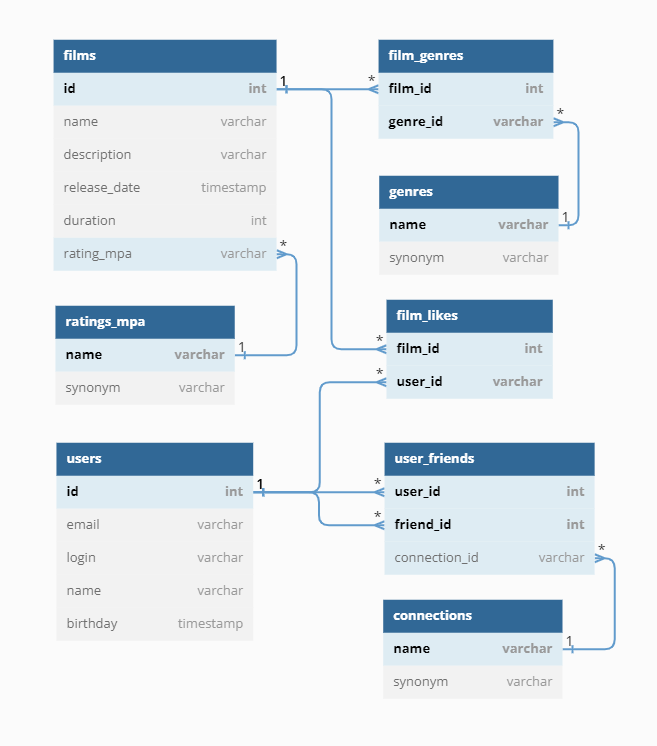 films
id int
name varchar
description varchar
release_date timestamp
duration int
rating_mpa varchar
1
*
film_genres
film_id int
genre_id varchar
*
*
genres
name varchar
synonym varchar
1
ratings_mpa
name varchar
synonym varchar
1
film_likes
film_id int
user_id varchar
*
*
users
id int
email varchar
login varchar
name varchar
birthday timestamp
1
user_friends
user_id int
friend_id int
connection_id varchar
*
*
*
connections
name varchar
synonym varchar
1